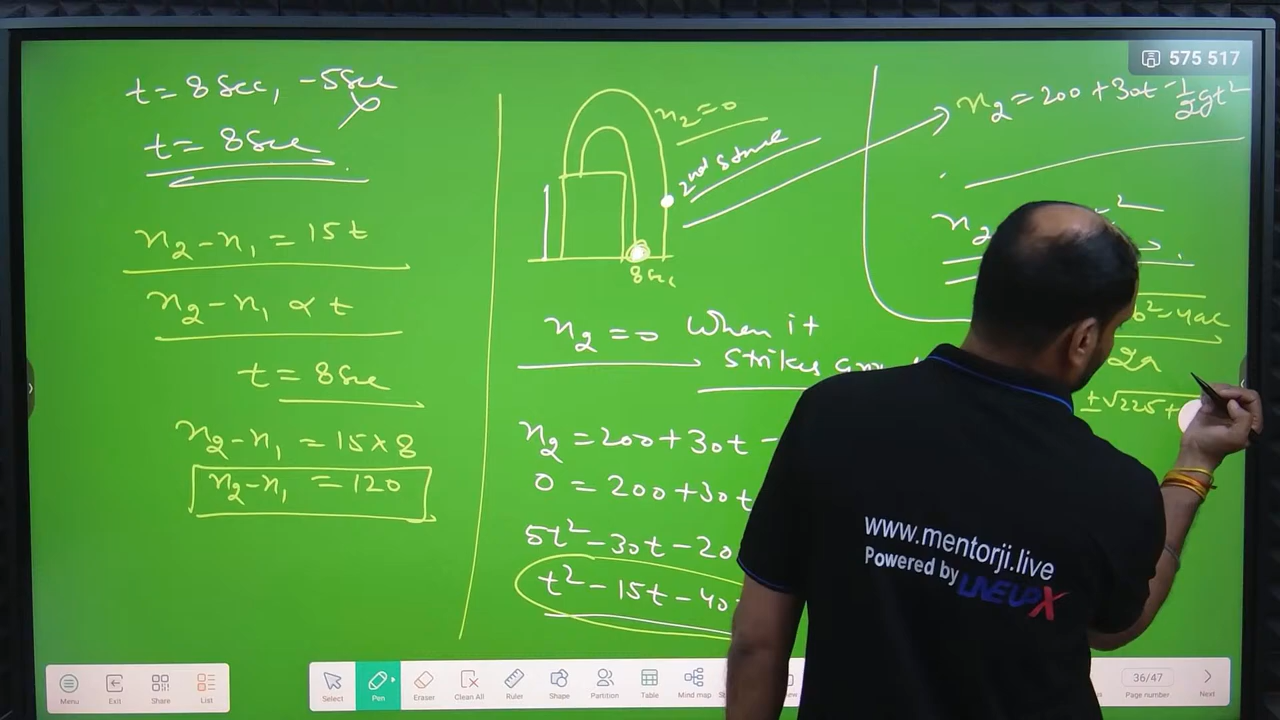 575 517
t = 8 Sec, -5 Sec
t = 8 Sec
x2 - x1 = 15t
x2 - x1 ∝ t
t = 8 Sec
x2 - x1 = 15 × 8
x2 - x1 = 120
x2 = 0
2nd stone
8 Sec
x2 = 0 When it
strikes
x2 = 200 + 30t -
0 = 200 + 30t
5t² - 30t - 20
t² - 15t - 40
x2 = 200 + 30t - 1/2 gt²
x2
b² - 4ac
2a
± √225 +
www.mentorji.live
Powered by
LINEUPX
Menu Exit Share List
Select Pen Eraser Clean All Ruler Shape Partition Table Mind map
36/47
Page number Next